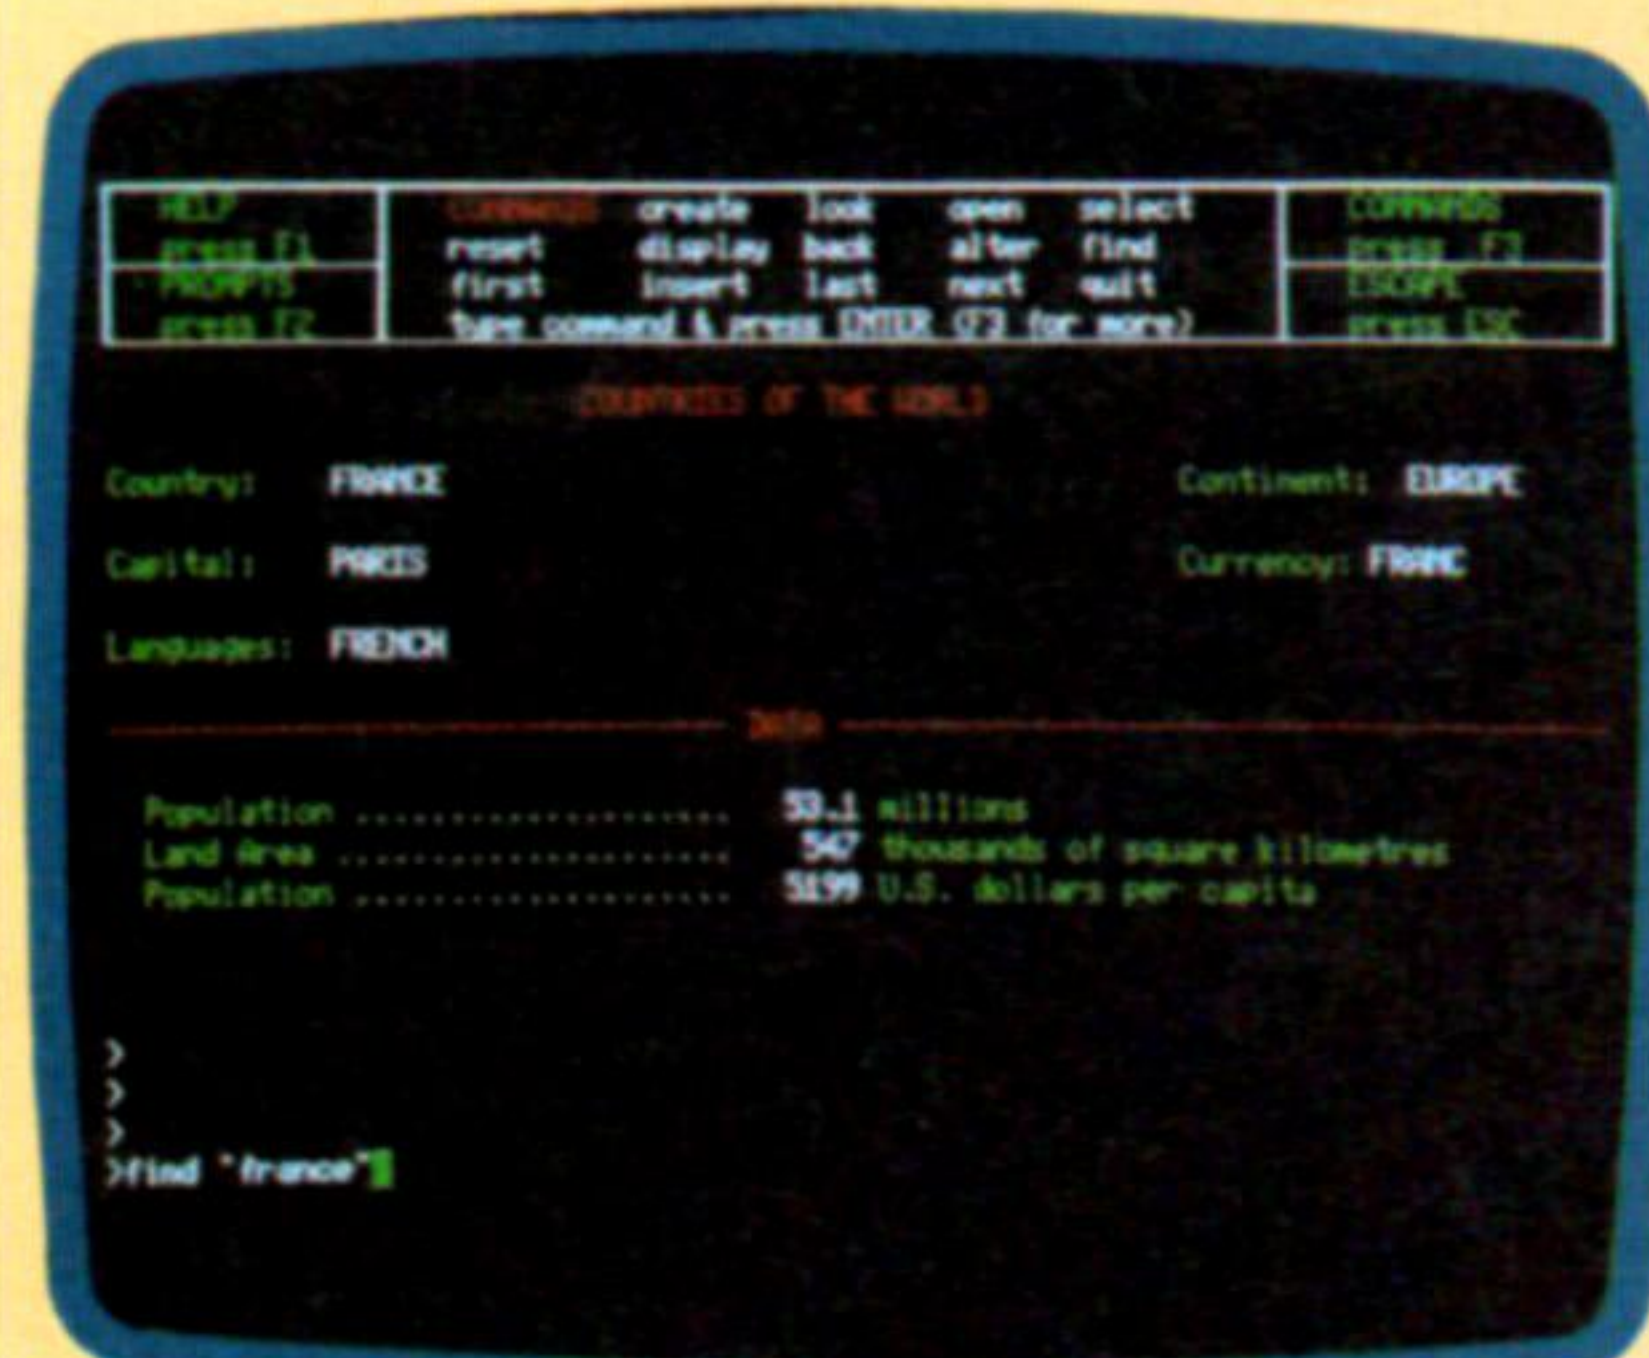 HELP COMMANDS create look open select COMMANDS
press F1 reset display back alter find press F3
PROMPTS first insert last next quit ESCAPE
press F2 type command & press ENTER (F3 for more) press ESC
COUNTRIES OF THE WORLD
Country: FRANCE Continent: EUROPE
Capital: PARIS Currency: FRANC
Languages: FRENCH
Data
Population .................... 53.1 millions
Land Area ..................... 547 thousands of square kilometres
Population .................... 5199 U.S. dollars per capita
>
>
>
>find "france"